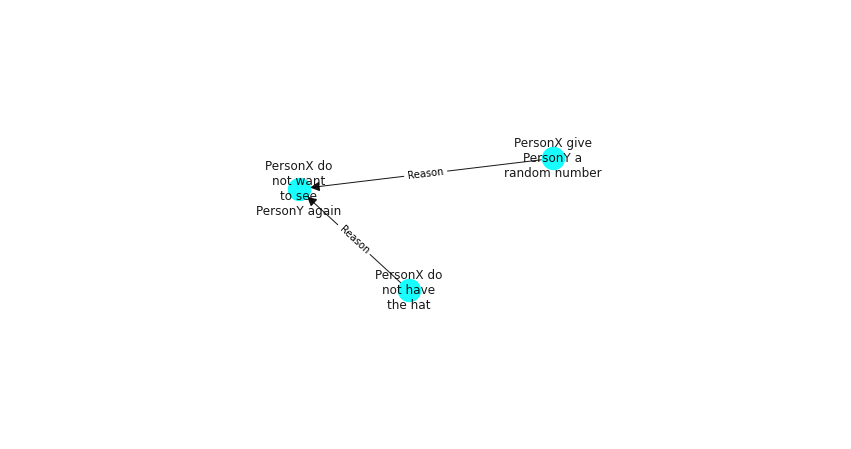 PersonX give
PersonY a
random number
Reason
PersonX do
not want
to see
PersonY again
Reason
PersonX do
not have
the hat